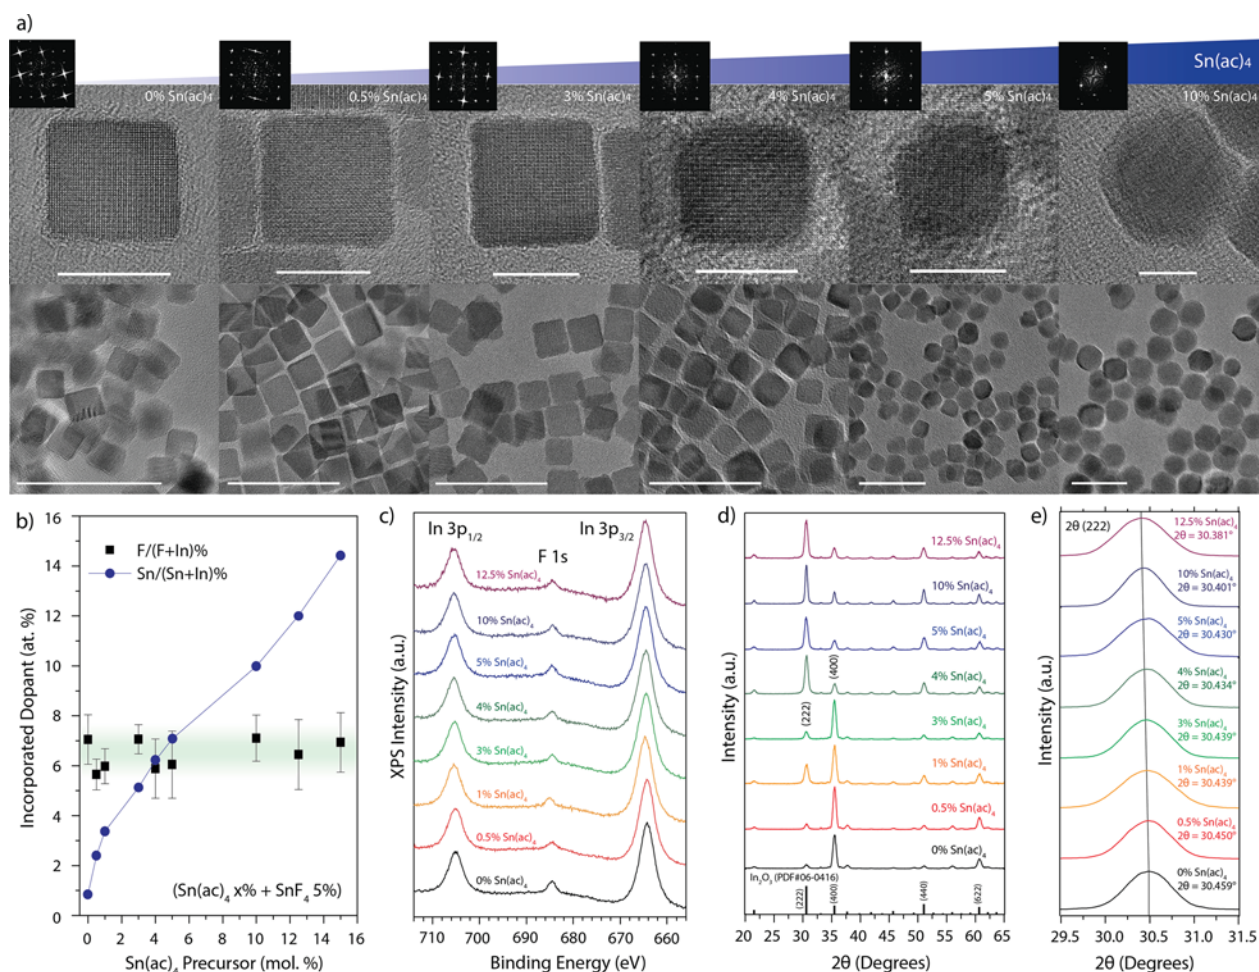 a)
Sn(ac)₄
0% Sn(ac)₄
0.5% Sn(ac)₄
3% Sn(ac)₄
4% Sn(ac)₄
5% Sn(ac)₄
10% Sn(ac)₄
b)
16
14
12
10
8
6
4
2
0
Incorporated Dopant (at. %)
F/(F+In)%
Sn/(Sn+In)%
(Sn(ac)₄ x% + SnF₄ 5%)
0 2 4 6 8 10 12 14 16
Sn(ac)₄ Precursor (mol. %)
c)
In 3p₁/₂
F 1s
In 3p₃/₂
XPS Intensity (a.u.)
12.5% Sn(ac)₄
10% Sn(ac)₄
5% Sn(ac)₄
4% Sn(ac)₄
3% Sn(ac)₄
1% Sn(ac)₄
0.5% Sn(ac)₄
0% Sn(ac)₄
710 700 690 680 670 660
Binding Energy (eV)
d)
Intensity (a.u.)
12.5% Sn(ac)₄
10% Sn(ac)₄
5% Sn(ac)₄
(400)
4% Sn(ac)₄
(222)
3% Sn(ac)₄
1% Sn(ac)₄
0.5% Sn(ac)₄
0% Sn(ac)₄
In₂O₃ (PDF#06-0416)
(222)
(400)
(440)
(622)
20 25 30 35 40 45 50 55 60 65
2θ (Degrees)
e)
Intensity (a.u.)
2θ (222)
12.5% Sn(ac)₄
2θ = 30.381°
10% Sn(ac)₄
2θ = 30.401°
5% Sn(ac)₄
2θ = 30.430°
4% Sn(ac)₄
2θ = 30.434°
3% Sn(ac)₄
2θ = 30.439°
1% Sn(ac)₄
2θ = 30.439°
0.5% Sn(ac)₄
2θ = 30.450°
0% Sn(ac)₄
2θ = 30.459°
29.5 30.0 30.5 31.0 31.5
2θ (Degrees)